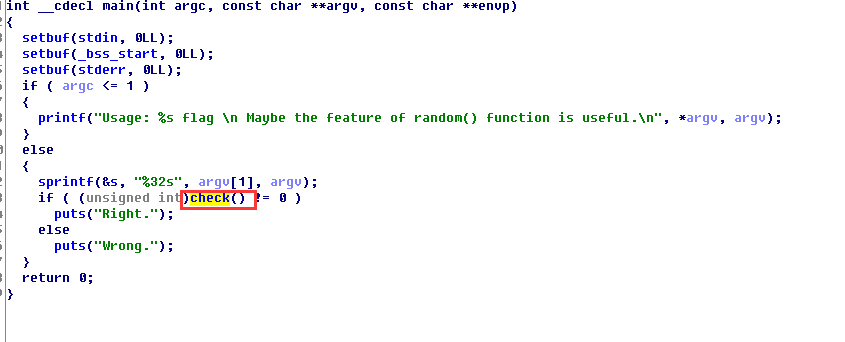 int __cdecl main(int argc, const char **argv, const char **envp)
{
  setbuf(stdin, 0LL);
  setbuf(_bss_start, 0LL);
  setbuf(stderr, 0LL);
  if ( argc <= 1 )
  {
    printf("Usage: %s flag \n Maybe the feature of random() function is useful.\n", *argv, argv);
  }
  else
  {
    sprintf(&s, "%32s", argv[1], argv);
    if ( (unsigned int)check() != 0 )
      puts("Right.");
    else
      puts("Wrong.");
  }
  return 0;
}